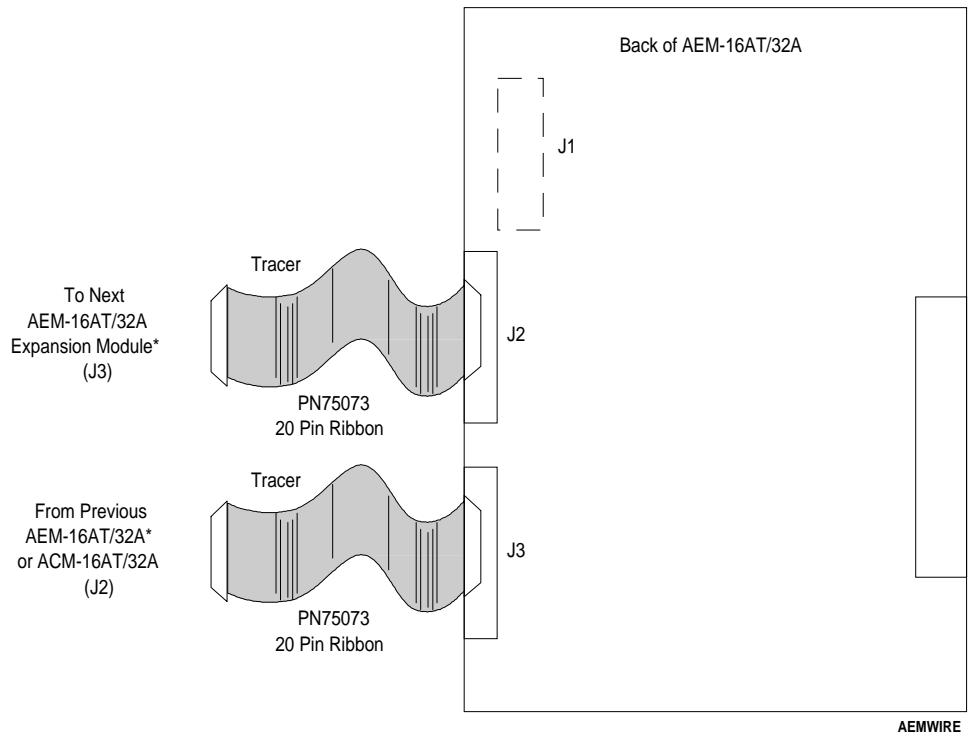 Back of AEM-16AT/32A
J1
Tracer
To Next
AEM-16AT/32A
Expansion Module*
(J3)
J2
PN75073
20 Pin Ribbon
Tracer
From Previous
AEM-16AT/32A*
or ACM-16AT/32A
(J2)
J3
PN75073
20 Pin Ribbon
AEMWIRE